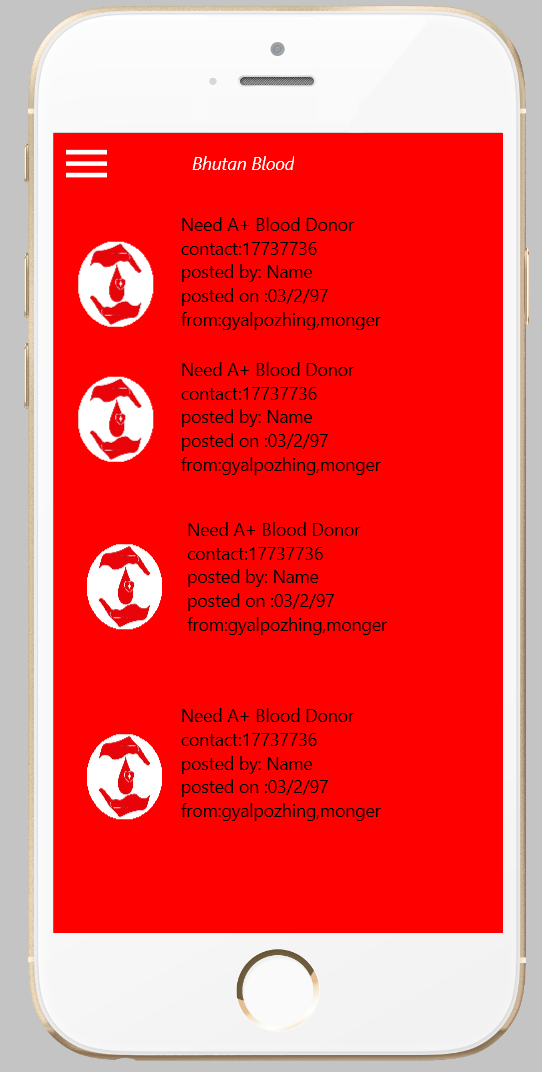 Bhutan Blood
Need A+ Blood Donor
contact:17737736
posted by: Name
posted on :03/2/97
from:gyalpozhing,monger
Need A+ Blood Donor
contact:17737736
posted by: Name
posted on :03/2/97
from:gyalpozhing,monger
Need A+ Blood Donor
contact:17737736
posted by: Name
posted on :03/2/97
from:gyalpozhing,monger
Need A+ Blood Donor
contact:17737736
posted by: Name
posted on :03/2/97
from:gyalpozhing,monger